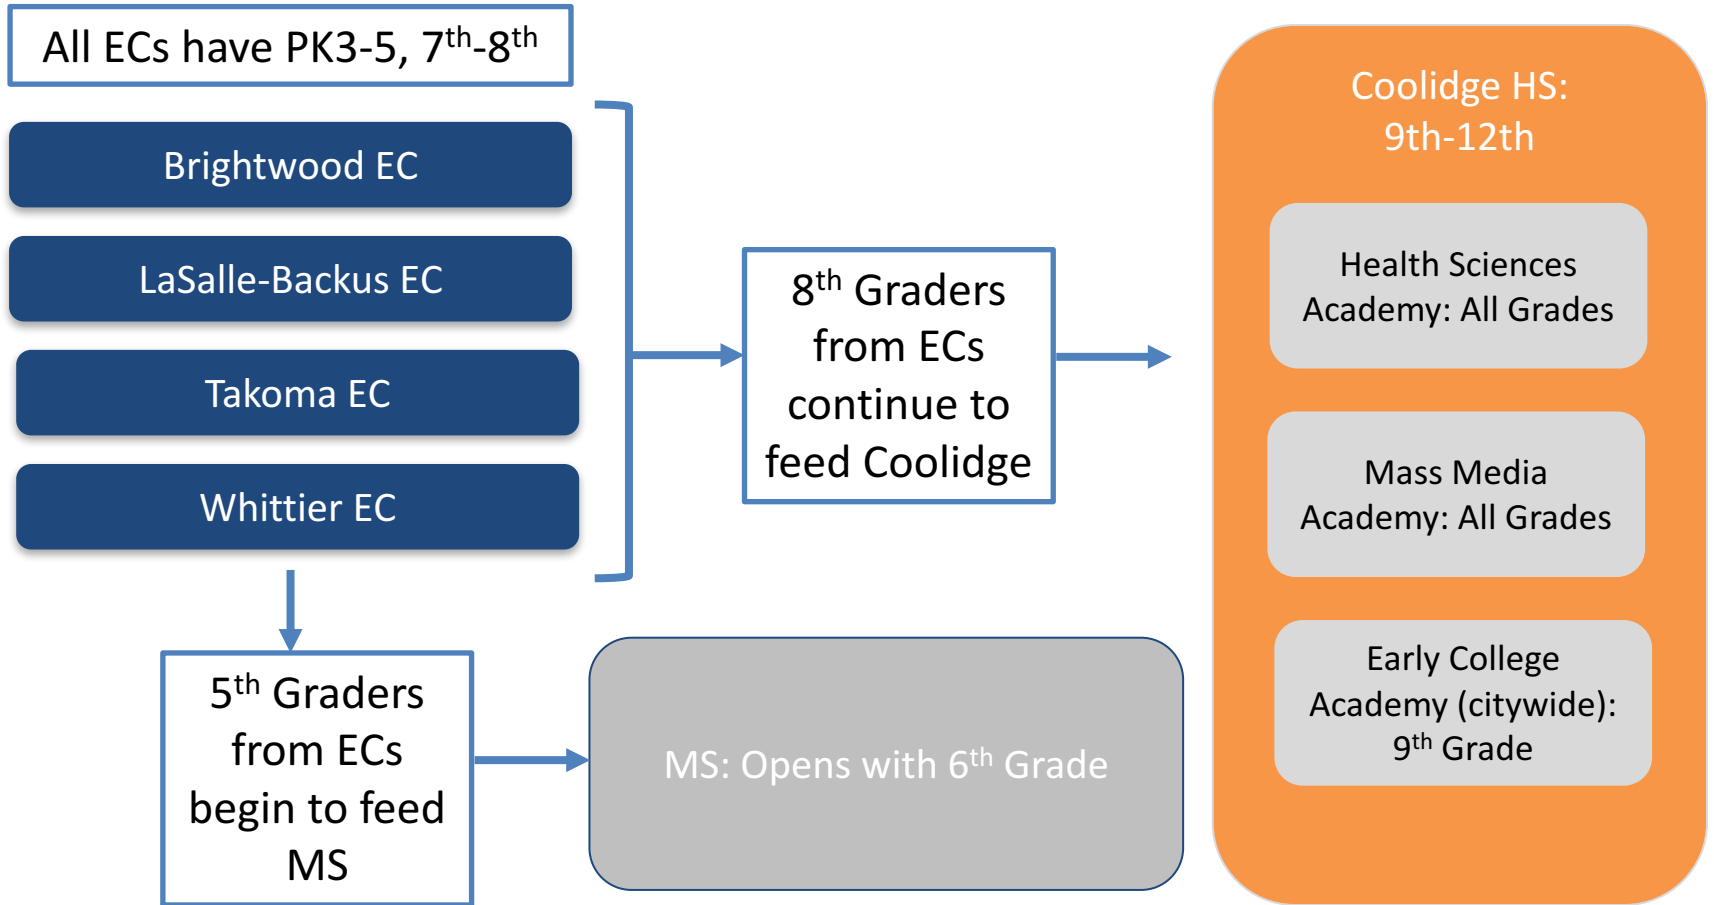 All ECs have PK3-5, 7th-8th
Brightwood EC
LaSalle-Backus EC
Takoma EC
Whittier EC
5th Graders
from ECs
begin to feed
MS
8th Graders
from ECs
continue to
feed Coolidge
MS: Opens with 6th Grade
Coolidge HS:
9th-12th
Health Sciences
Academy: All Grades
Mass Media
Academy: All Grades
Early College
Academy (citywide):
9th Grade